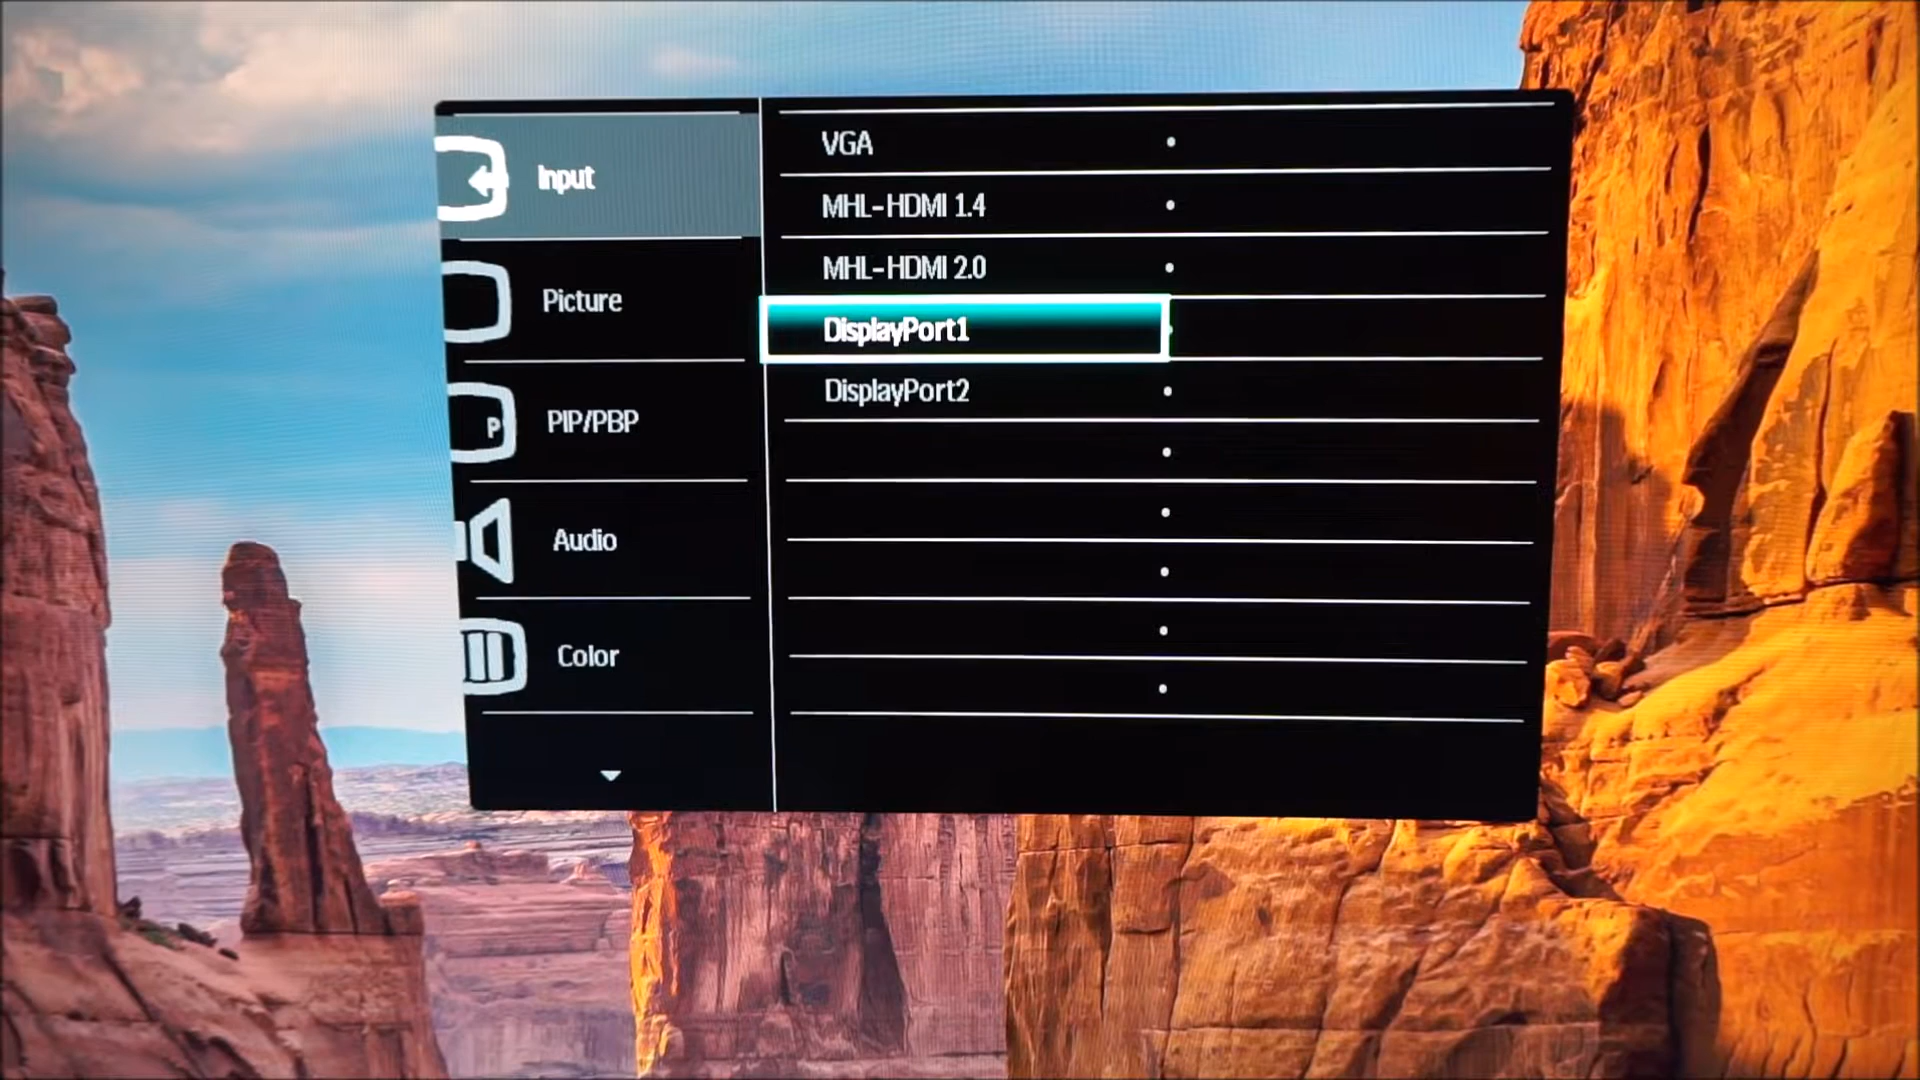 Input
Picture
PIP/PBP
P
Audio
Color
VGA
MHL-HDMI 1.4
MHL-HDMI 2.0
DisplayPort1
DisplayPort2